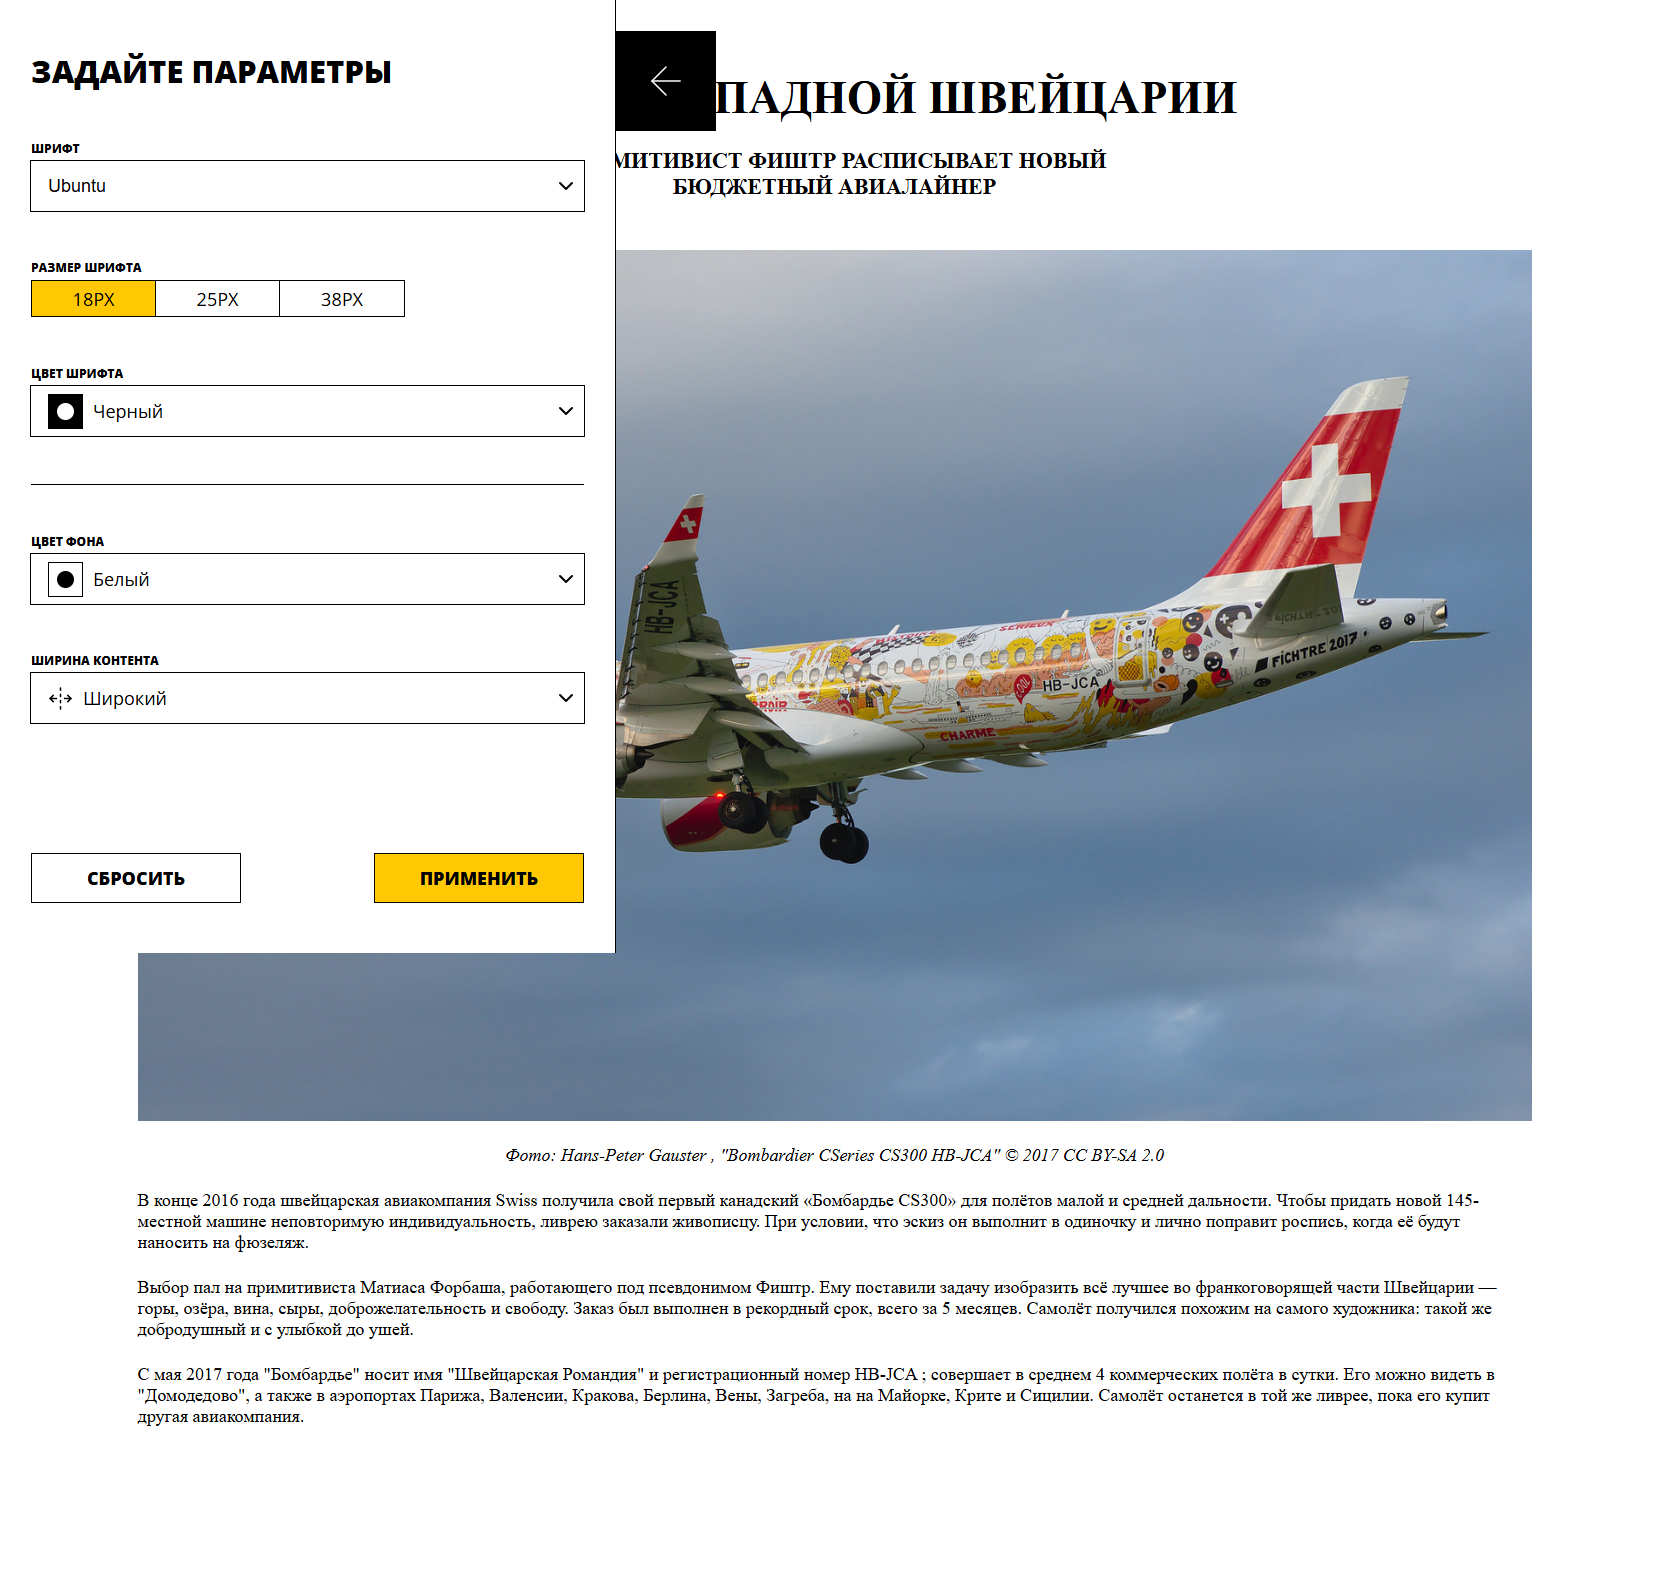 ЗАДАЙТЕ ПАРАМЕТРЫ
ШРИФТ
Ubuntu
РАЗМЕР ШРИФТА
18PX 25PX 38PX
ЦВЕТ ШРИФТА
Черный
ЦВЕТ ФОНА
Белый
ШИРИНА КОНТЕНТА
Широкий
СБРОСИТЬ ПРИМЕНИТЬ
ПАДНОЙ ШВЕЙЦАРИИ
МИТИВИСТ ФИШТР РАСПИСЫВАЕТ НОВЫЙ
БЮДЖЕТНЫЙ АВИАЛАЙНЕР
HB-JCA
SÉRIEUX
COOL
HB-JCA
CHARME
FICHTRE 2017
Фото: Hans-Peter Gauster , "Bombardier CSeries CS300 HB-JCA" © 2017 CC BY-SA 2.0
В конце 2016 года швейцарская авиакомпания Swiss получила свой первый канадский «Бомбардье CS300» для полётов малой и средней дальности. Чтобы придать новой 145-
местной машине неповторимую индивидуальность, ливрею заказали живописцу. При условии, что эскиз он выполнит в одиночку и лично поправит роспись, когда её будут
наносить на фюзеляж.
Выбор пал на примитивиста Матиаса Форбаша, работающего под псевдонимом Фиштр. Ему поставили задачу изобразить всё лучшее во франкоговорящей части Швейцарии —
горы, озёра, вина, сыры, доброжелательность и свободу. Заказ был выполнен в рекордный срок, всего за 5 месяцев. Самолёт получился похожим на самого художника: такой же
добродушный и с улыбкой до ушей.
С мая 2017 года "Бомбардье" носит имя "Швейцарская Романдия" и регистрационный номер HB-JCA ; совершает в среднем 4 коммерческих полёта в сутки. Его можно видеть в
"Домодедово", а также в аэропортах Парижа, Валенсии, Кракова, Берлина, Вены, Загреба, на на Майорке, Крите и Сицилии. Самолёт останется в той же ливрее, пока его купит
другая авиакомпания.